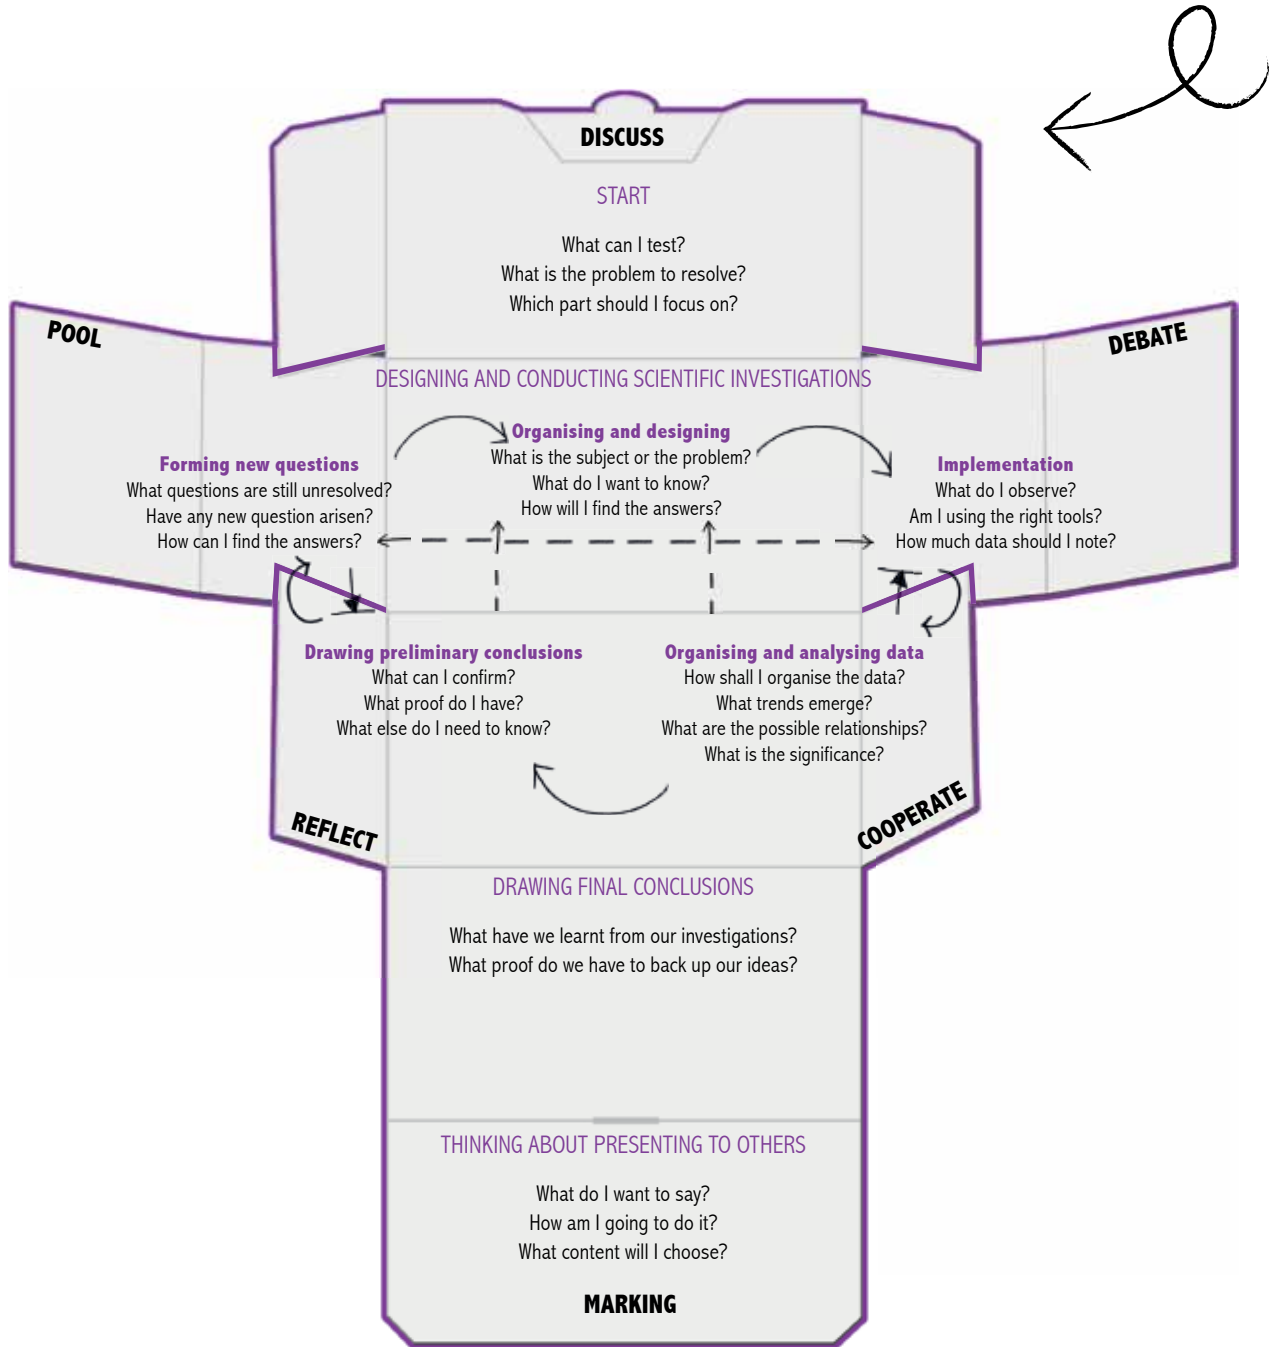 DISCUSS
START
What can I test?
What is the problem to resolve?
Which part should I focus on?
POOL
DEBATE
DESIGNING AND CONDUCTING SCIENTIFIC INVESTIGATIONS
Forming new questions
What questions are still unresolved?
Have any new question arisen?
How can I find the answers?
Organising and designing
What is the subject or the problem?
What do I want to know?
How will I find the answers?
Implementation
What do I observe?
Am I using the right tools?
How much data should I note?
Drawing preliminary conclusions
What can I confirm?
What proof do I have?
What else do I need to know?
Organising and analysing data
How shall I organise the data?
What trends emerge?
What are the possible relationships?
What is the significance?
REFLECT
COOPERATE
DRAWING FINAL CONCLUSIONS
What have we learnt from our investigations?
What proof do we have to back up our ideas?
THINKING ABOUT PRESENTING TO OTHERS
What do I want to say?
How am I going to do it?
What content will I choose?
MARKING